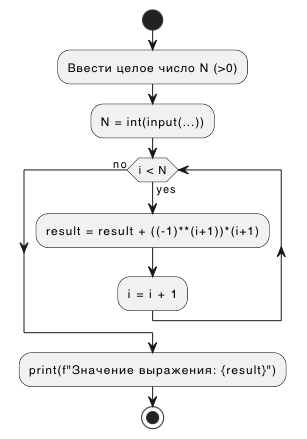 Ввести целое число N (>0)
N = int(input(...))
no
i < N
yes
result = result + ((-1)**(i+1))*(i+1)
i = i + 1
print(f"Значение выражения: {result}")